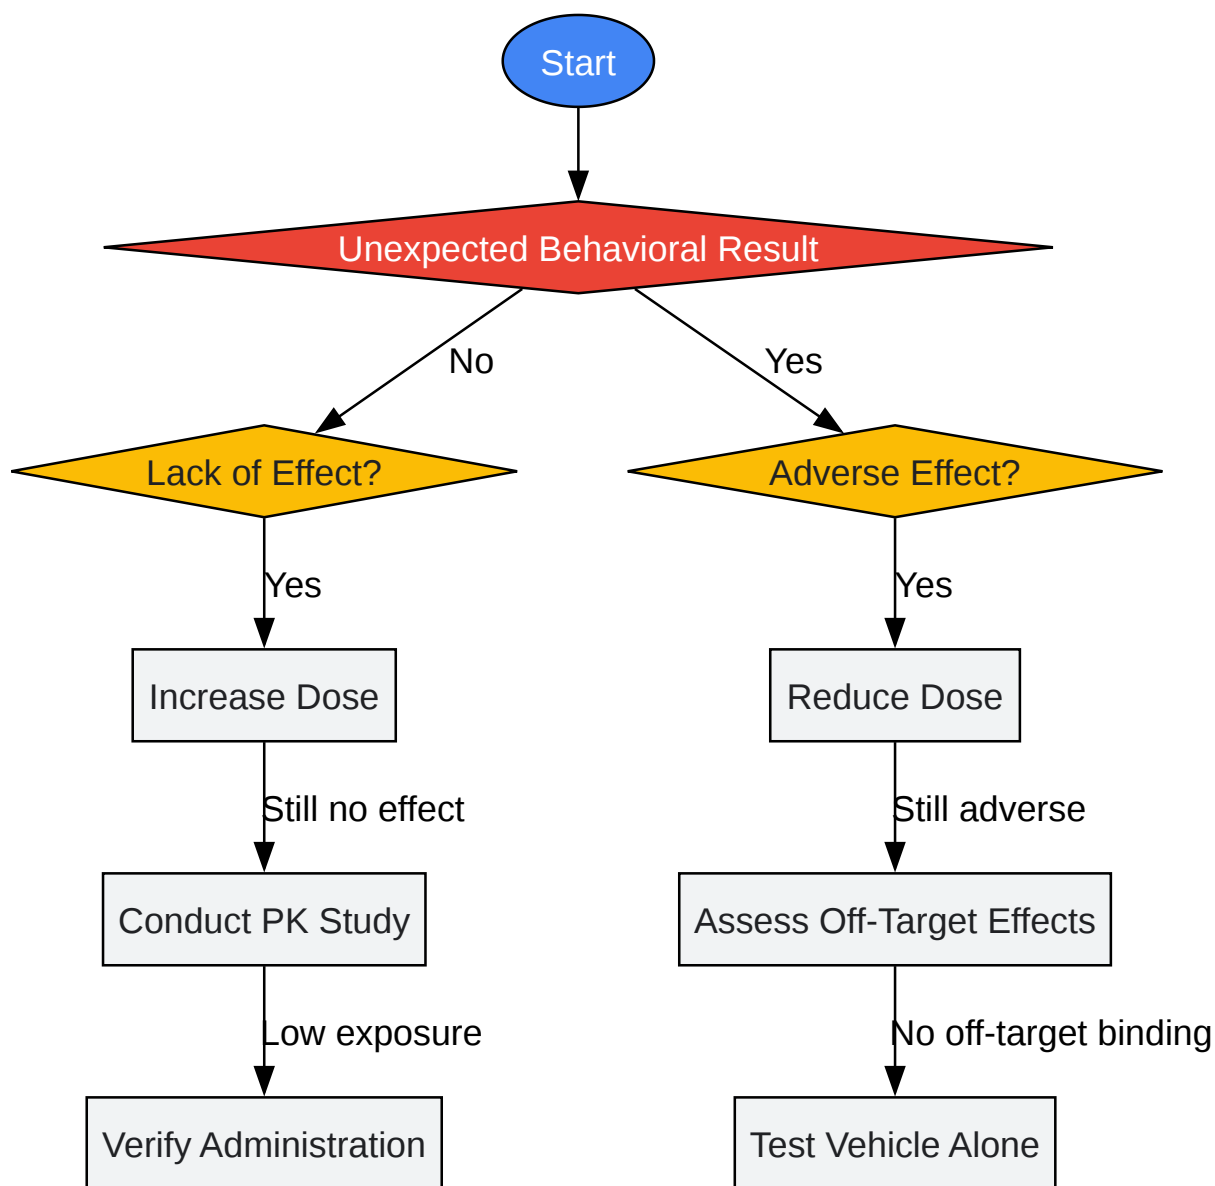 Start
Unexpected Behavioral Result
No
Yes
Lack of Effect?
Adverse Effect?
Yes
Yes
Increase Dose
Reduce Dose
Still no effect
Still adverse
Conduct PK Study
Assess Off-Target Effects
Low exposure
No off-target binding
Verify Administration
Test Vehicle Alone